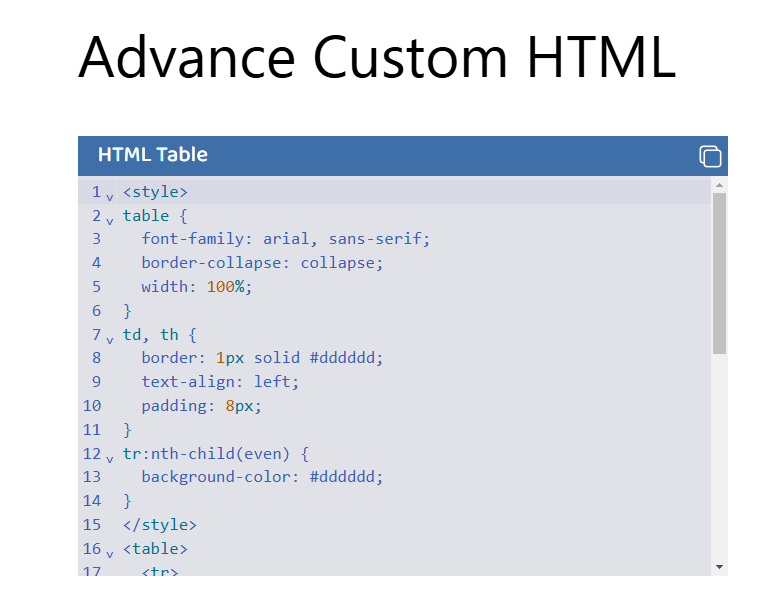 Advance Custom HTML
HTML Table
1 v <style>
2 v table {
3 font-family: arial, sans-serif;
4 border-collapse: collapse;
5 width: 100%;
6 }
7 v td, th {
8 border: 1px solid #dddddd;
9 text-align: left;
10 padding: 8px;
11 }
12 v tr:nth-child(even) {
13 background-color: #dddddd;
14 }
15 </style>
16 v <table>
17 <tr>